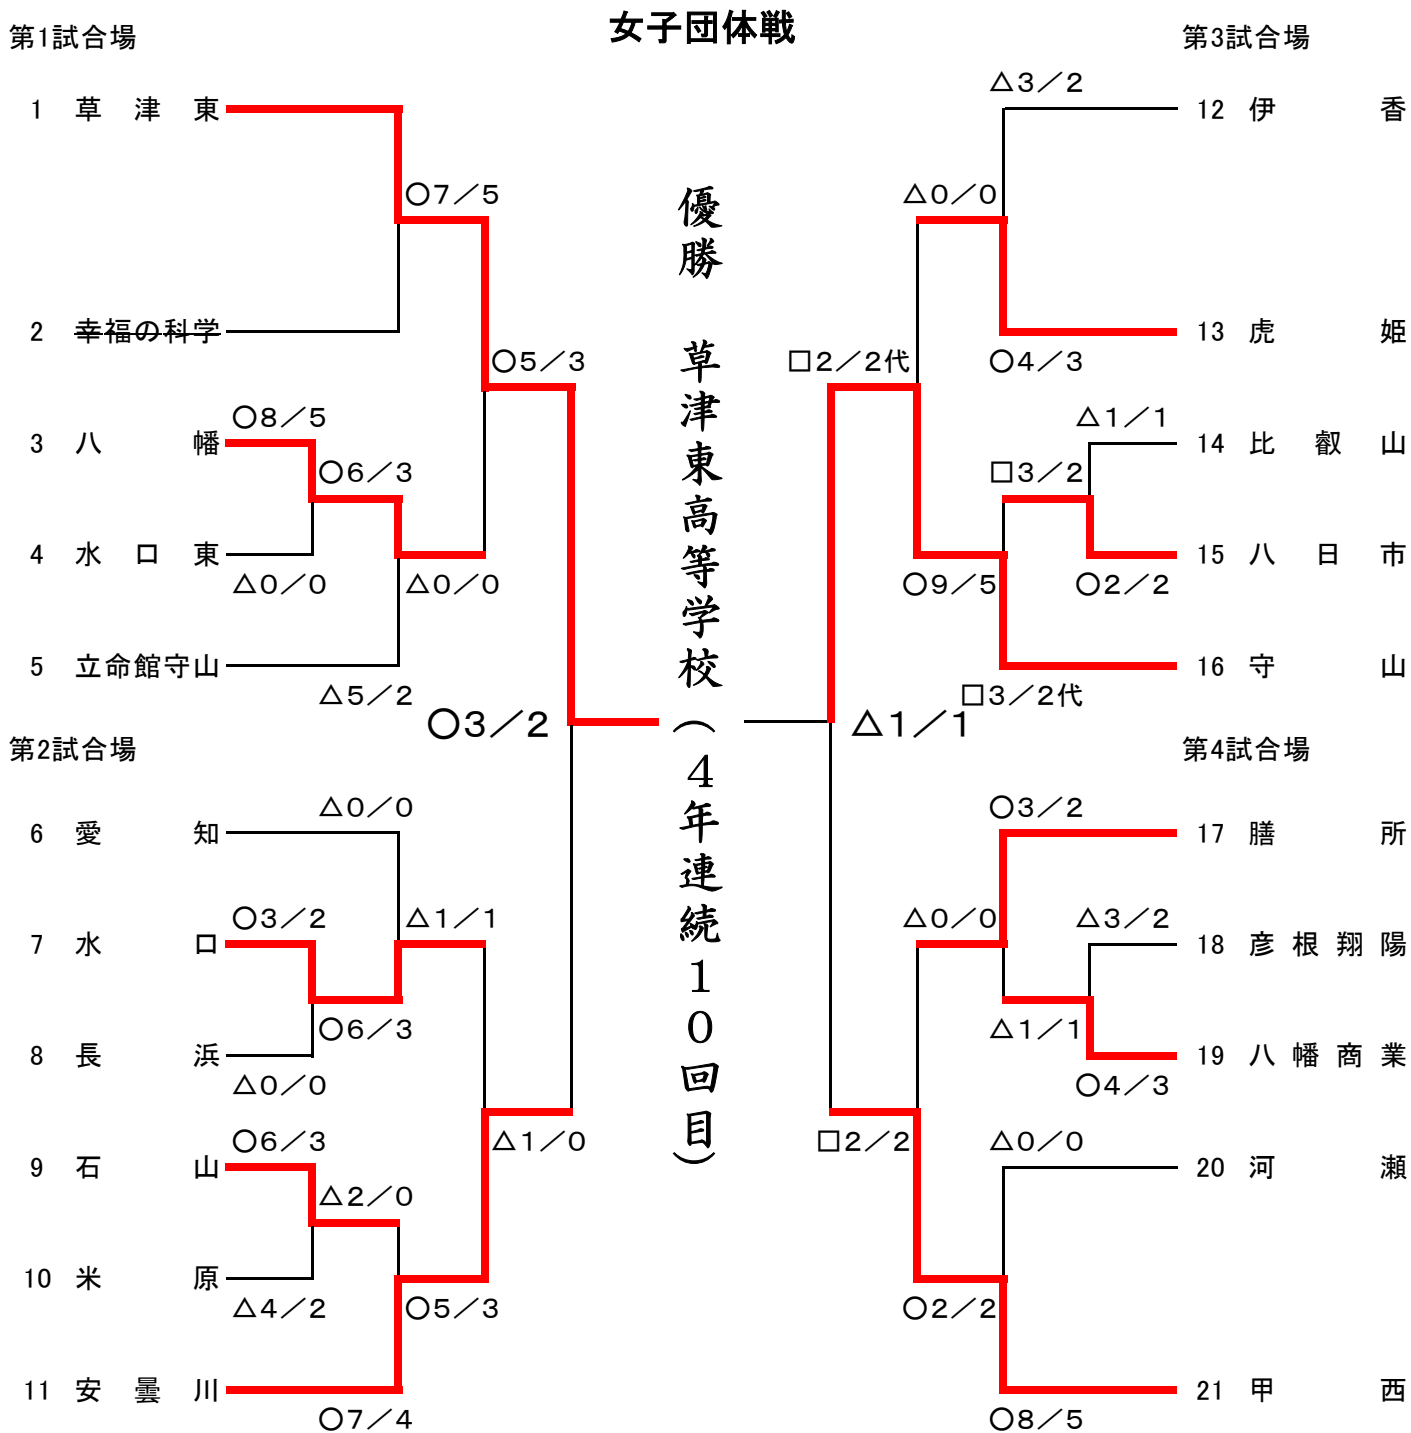 女子団体戦
第1試合場
1 草津東
○7／5
2 幸福の科学
○5／3
○8／5
3 八幡
○6／3
4 水口東
△0／0
△0／0
5 立命館守山
△5／2
○3／2
第2試合場
△0／0
6 愛知
○3／2
△1／1
7 水口
○6／3
8 長浜
△0／0
○6／3
△1／0
9 石山
△2／0
10 米原
△4／2
○5／3
11 安曇川
○7／4
優勝 草津東高等学校（４年連続１０回目）
第3試合場
△3／2
12 伊香
△0／0
13 虎姫
□2／2代
○4／3
△1／1
14 比叡山
□3／2
15 八日市
○9／5
○2／2
16 守山
□3／2代
△1／1
第4試合場
○3／2
17 膳所
△0／0
△3／2
18 彦根翔陽
△1／1
19 八幡商業
○4／3
□2／2
△0／0
20 河瀬
○2／2
21 甲西
○8／5